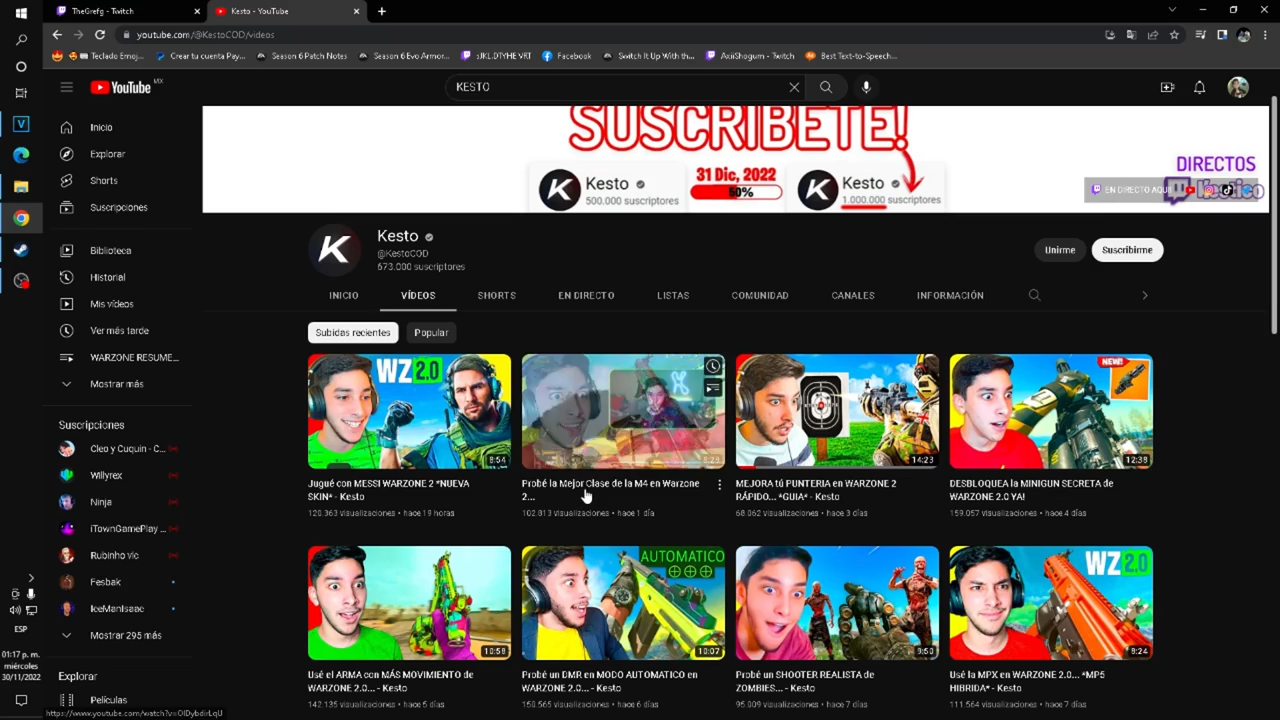 TheGrefg - Twitch
Kesto - YouTube
youtube.com/@KestoCOD/videos
Teclado Emoj...
Crear tu cuenta Pay...
Season 6 Patch Notes
Season 6 Evo Armor...
sJKLDTYHE VRT
Facebook
Switch It Up With th...
AxiiShogum - Twitch
Best Text-to-Speech...
YouTube MX
KESTO
SUSCRIBETE!
Kesto
500.000 suscriptores
31 Dic, 2022
50%
Kesto
1.000.000 suscriptores
DIRECTOS
EN DIRECTO AQUI
Kesto
@KestoCOD
673.000 suscriptores
Unirme
Suscribirme
INICIO
VÍDEOS
SHORTS
EN DIRECTO
LISTAS
COMUNIDAD
CANALES
INFORMACIÓN
Subidas recientes
Popular
Inicio
Explorar
Shorts
Suscripciones
Biblioteca
Historial
Mis vídeos
Ver más tarde
WARZONE RESUME...
Mostrar más
Suscripciones
Cleo y Cuquin - C...
Willyrex
Ninja
iTownGamePlay ...
Rubinho vlc
Fesbak
IceManIsaac
Mostrar 295 más
Explorar
Películas
WZ 2.0
8:54
Jugué con MESSI WARZONE 2 *NUEVA
SKIN* - Kesto
120.363 visualizaciones • hace 19 horas
Probé la Mejor Clase de la M4 en Warzone
2...
102.813 visualizaciones • hace 1 día
14:23
MEJORA tú PUNTERIA en WARZONE 2
RÁPIDO... *GUIA* - Kesto
68.062 visualizaciones • hace 3 días
NEW!
12:38
DESBLOQUEA la MINIGUN SECRETA de
WARZONE 2.0 YA!
159.057 visualizaciones • hace 4 días
10:58
Usé el ARMA con MÁS MOVIMIENTO de
WARZONE 2.0... - Kesto
142.135 visualizaciones • hace 5 días
AUTOMATICO
10:07
Probé un DMR en MODO AUTOMATICO en
WARZONE 2.0... - Kesto
150.565 visualizaciones • hace 6 días
9:50
Probé un SHOOTER REALISTA de
ZOMBIES... - Kesto
95.009 visualizaciones • hace 7 días
WZ 2.0
9:24
Usé la MPX en WARZONE 2.0... *MP5
HIBRIDA* - Kesto
111.564 visualizaciones • hace 7 días
ESP
01:17 p. m.
miércoles
30/11/2022